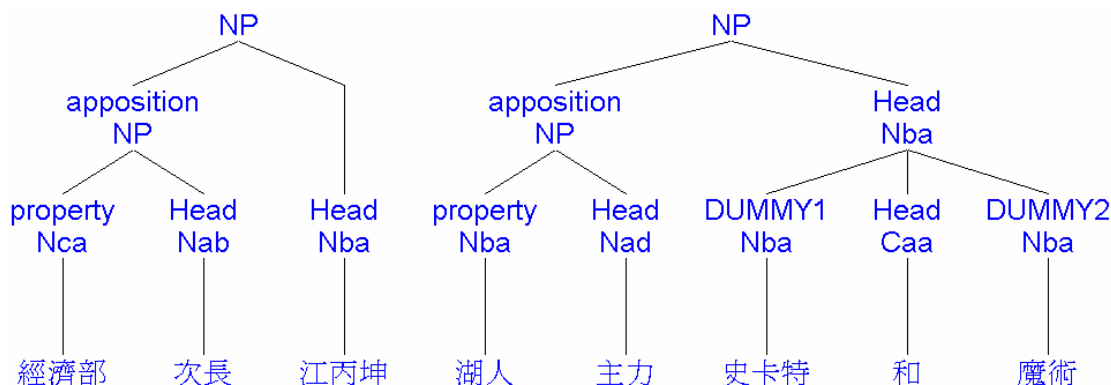 NP NP
apposition apposition Head
NP NP Nba
property Head Head property Head DUMMY1 Head DUMMY2
Nca Nab Nba Nba Nad Nba Caa Nba
經濟部 次長 江丙坤 湖人 主力 史卡特 和 魔術